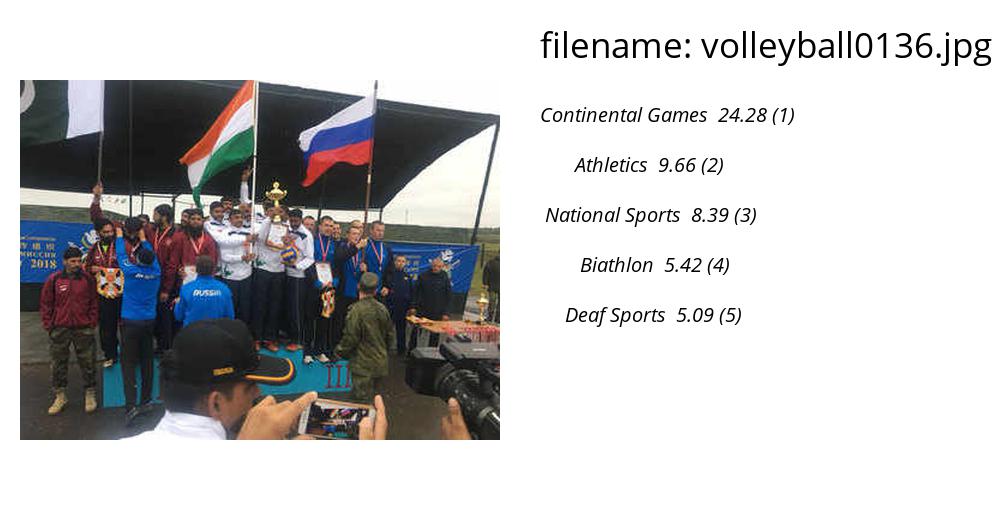 filename: volleyball0136.jpg
Continental Games 24.28 (1)
Athletics 9.66 (2)
National Sports 8.39 (3)
Biathlon 5.42 (4)
Deaf Sports 5.09 (5)
2018
RUSSIA
III